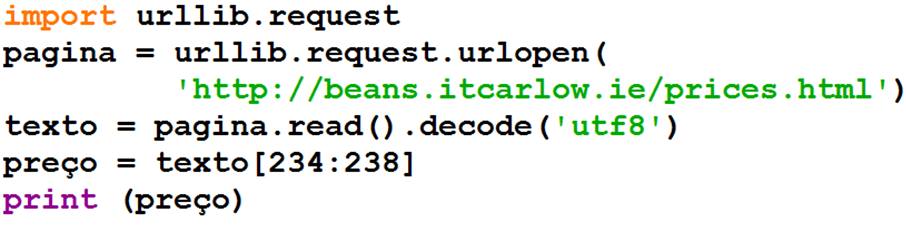 import urllib.request
pagina = urllib.request.urlopen(
'http://beans.itcarlow.ie/prices.html')
texto = pagina.read().decode('utf8')
preço = texto[234:238]
print (preço)